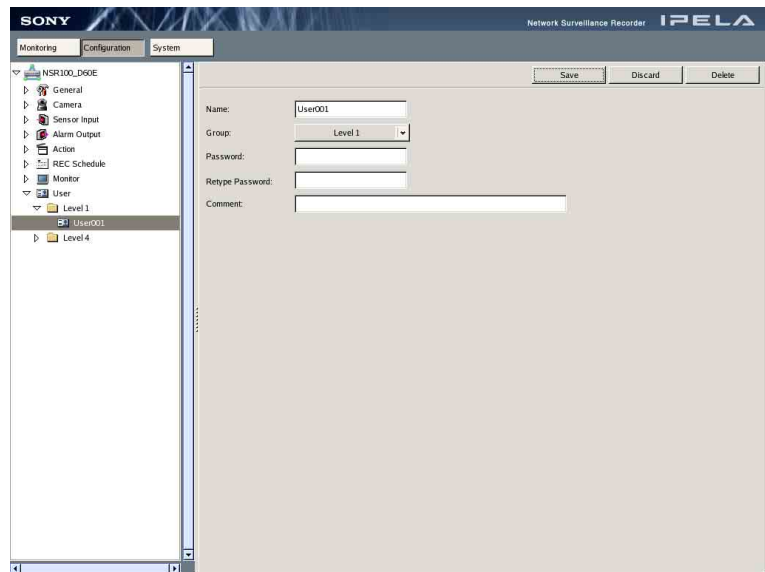 SONY
Network Surveillance Recorder IPELA
Monitoring Configuration System
NSR100_D60E
General
Camera
Sensor Input
Alarm Output
Action
REC Schedule
Monitor
User
Level 1
User001
Level 4
Save Discard Delete
Name: User001
Group: Level 1
Password:
Retype Password:
Comment: